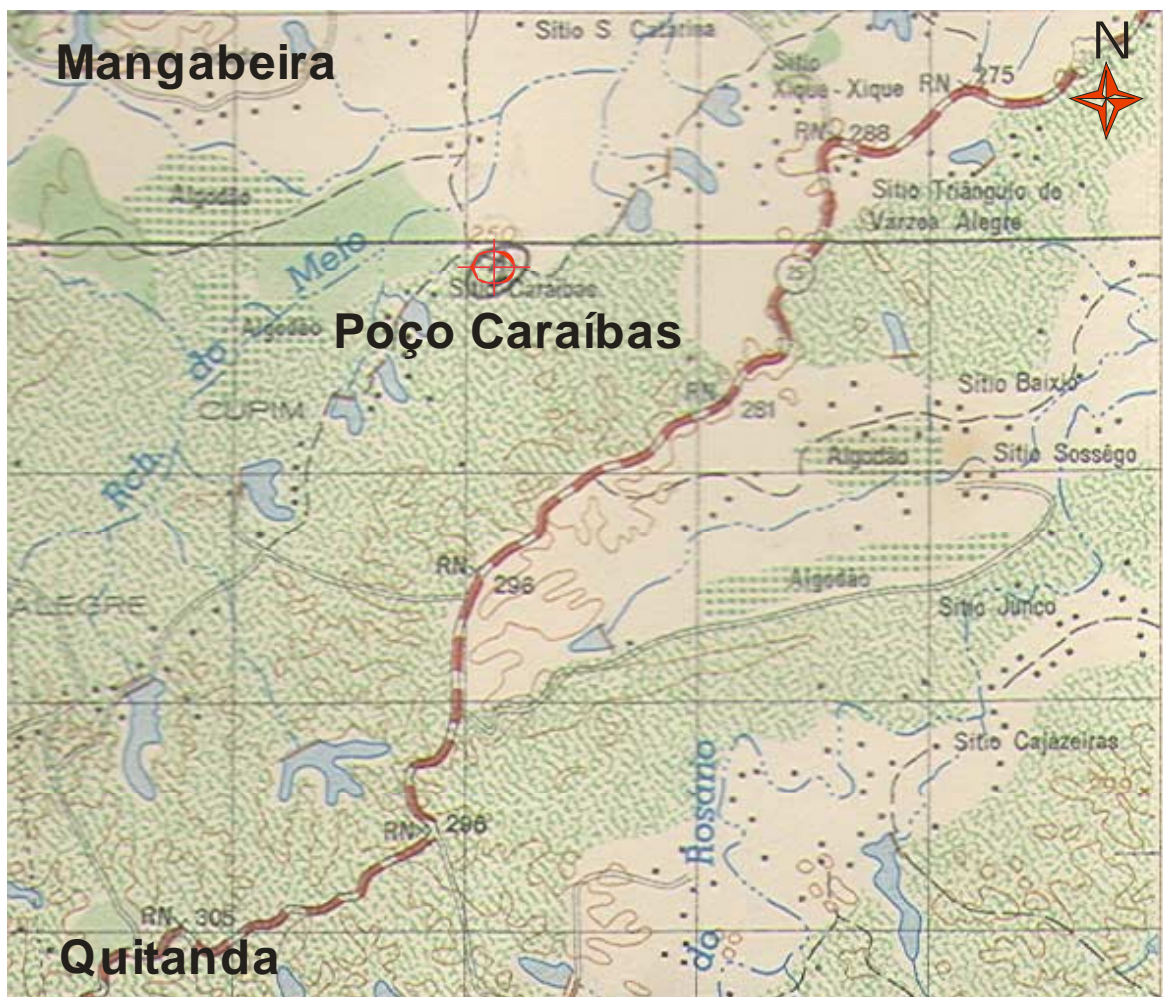 Mangabeira
Sítio S. Catarina
N
Sítio
Xique-Xique
RN 275
RN 288
Algodão
Sítio Triângulo de
Várzea Alegre
250
do Meio
Sítio Caraíbas
Poço Caraíbas
Algodão
CUPIM
RN 281
Sítio Baixio
Sítio Sossêgo
Algodão
Rch.
RN 296
Algodão
ALEGRE
Sítio Junco
Sítio Cajazeiras
299
RN 296
do Rosário
RN 305
Quitanda